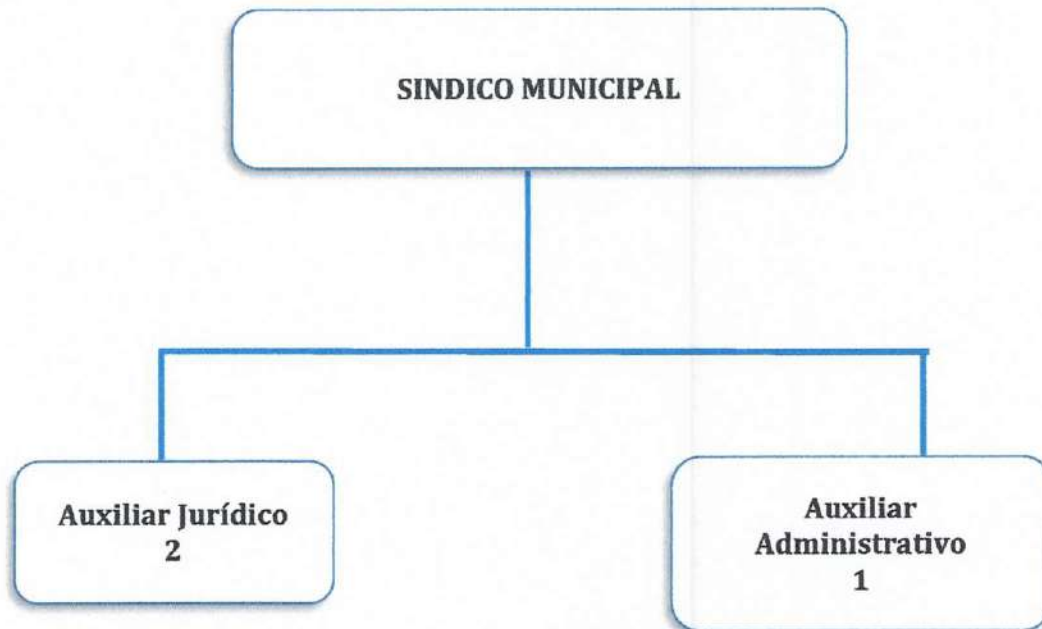 SINDICO MUNICIPAL
Auxiliar Jurídico
2
Auxiliar
Administrativo
1